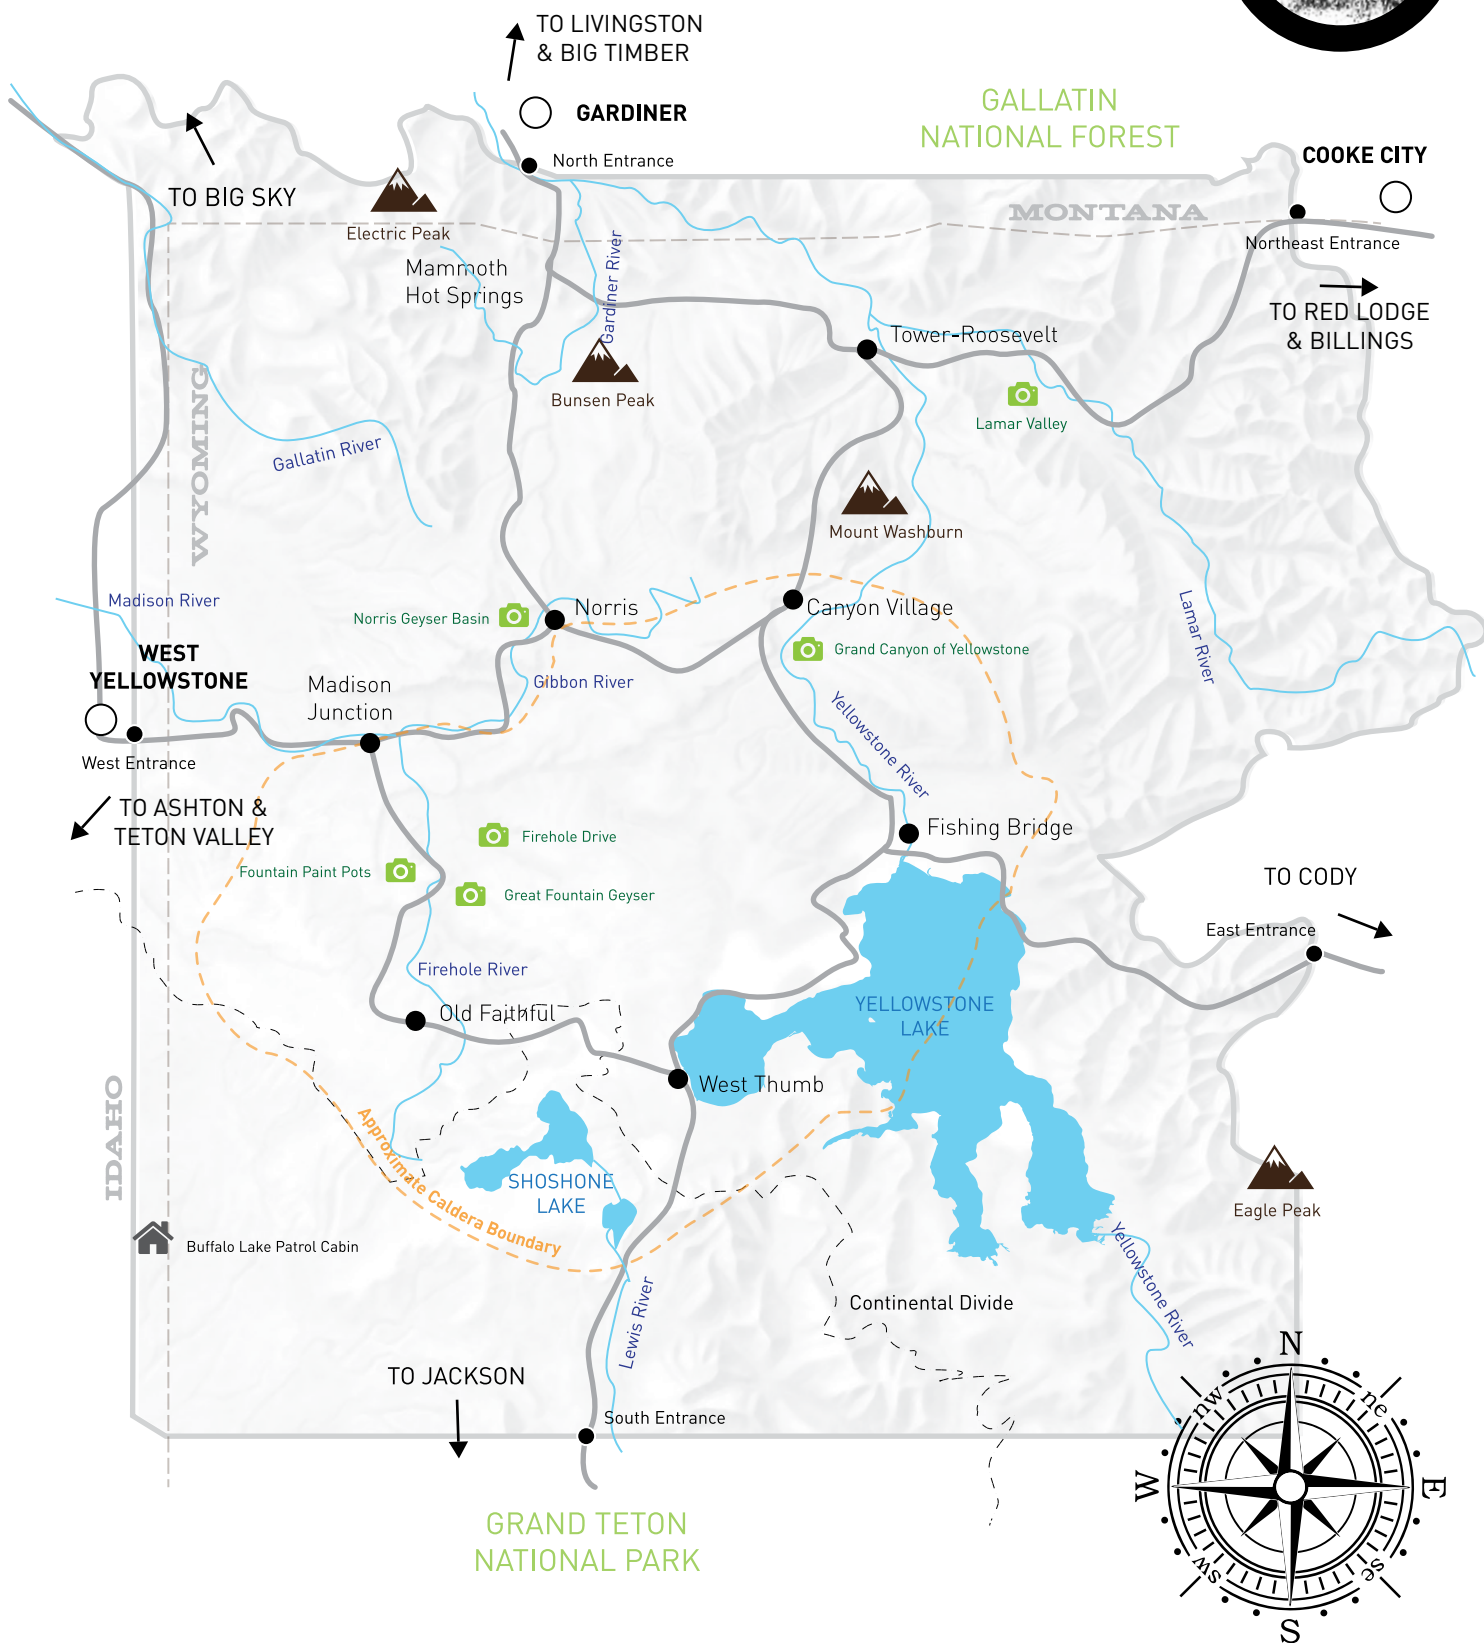 TO LIVINGSTON
& BIG TIMBER
GARDINER
GALLATIN
NATIONAL FOREST
North Entrance
COOKE CITY
TO BIG SKY
MONTANA
Electric Peak
Northeast Entrance
Mammoth
Hot Springs
Gardiner River
TO RED LODGE
& BILLINGS
Tower-Roosevelt
WYOMING
Bunsen Peak
Lamar Valley
Gallatin River
Mount Washburn
Madison River
Norris Geyser Basin
Norris
Canyon Village
Lamar River
WEST
YELLOWSTONE
Grand Canyon of Yellowstone
Madison
Junction
Gibbon River
Yellowstone River
West Entrance
TO ASHTON &
TETON VALLEY
Firehole Drive
Fishing Bridge
Fountain Paint Pots
Great Fountain Geyser
TO CODY
East Entrance
Firehole River
YELLOWSTONE
LAKE
Old Faithful
West Thumb
IDAHO
Approximate Caldera Boundary
SHOSHONE
LAKE
Eagle Peak
Buffalo Lake Patrol Cabin
Yellowstone River
Lewis River
Continental Divide
TO JACKSON
South Entrance
GRAND TETON
NATIONAL PARK
N
nw
ne
W
E
sw
se
S